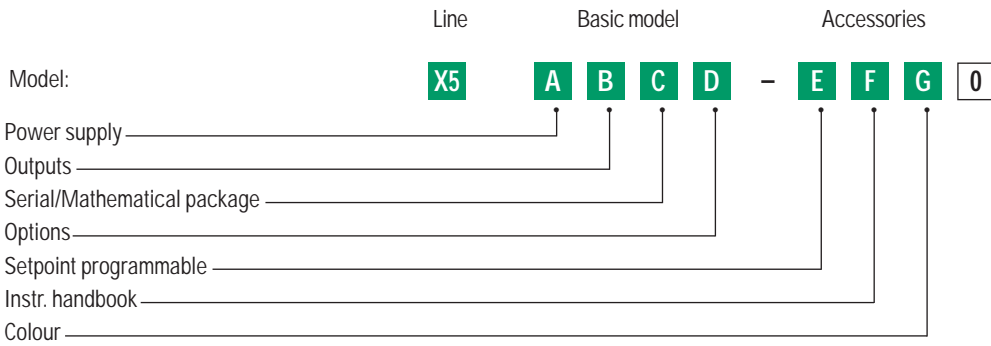 Line Basic model Accessories
Model: X5 A B C D – E F G 0
Power supply
Outputs
Serial/Mathematical package
Options
Setpoint programmable
Instr. handbook
Colour